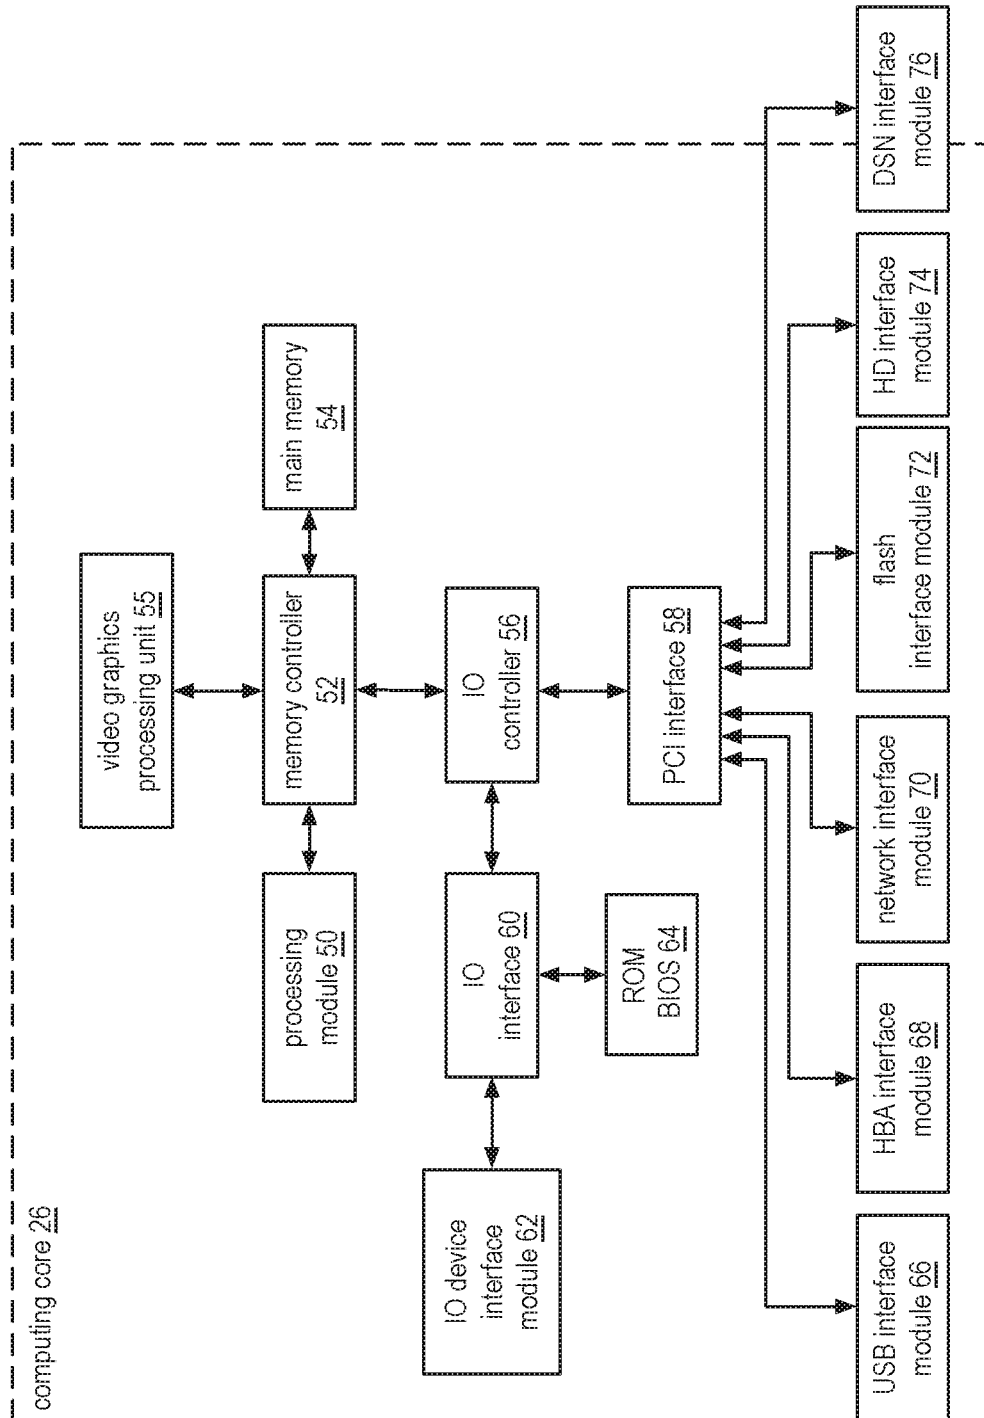 computing core 26
video graphics
processing unit 55
processing
module 50
memory controller
52
main memory
54
IO device
interface
module 62
IO
interface 60
IO
controller 56
ROM
BIOS 64
PCI interface 58
USB interface
module 66
HBA interface
module 68
network interface
module 70
flash
interface module 72
HD interface
module 74
DSN interface
module 76